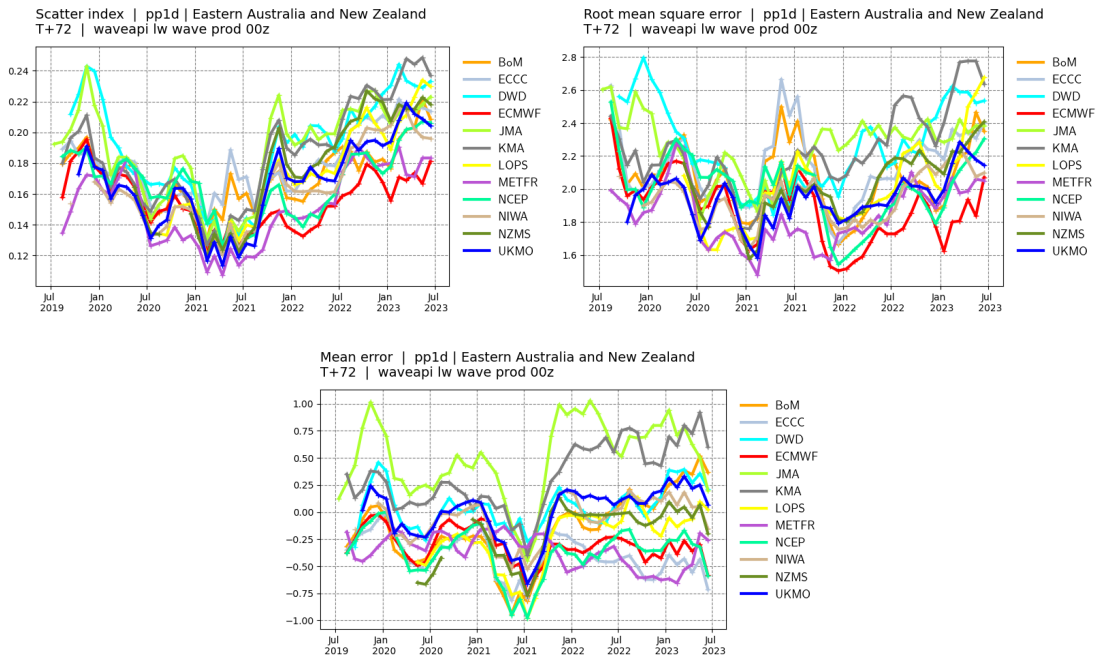 Scatter index | pp1d | Eastern Australia and New Zealand
T+72 | waveapi lw wave prod 00z
0.24
0.22
0.20
0.18
0.16
0.14
0.12
Jul 2019
Jan 2020
Jul 2020
Jan 2021
Jul 2021
Jan 2022
Jul 2022
Jan 2023
Jul 2023
BoM
ECCC
DWD
ECMWF
JMA
KMA
LOPS
METFR
NCEP
NIWA
NZMS
UKMO
Root mean square error | pp1d | Eastern Australia and New Zealand
T+72 | waveapi lw wave prod 00z
2.8
2.6
2.4
2.2
2.0
1.8
1.6
Jul 2019
Jan 2020
Jul 2020
Jan 2021
Jul 2021
Jan 2022
Jul 2022
Jan 2023
Jul 2023
BoM
ECCC
DWD
ECMWF
JMA
KMA
LOPS
METFR
NCEP
NIWA
NZMS
UKMO
Mean error | pp1d | Eastern Australia and New Zealand
T+72 | waveapi lw wave prod 00z
1.00
0.75
0.50
0.25
0.00
−0.25
−0.50
−0.75
−1.00
Jul 2019
Jan 2020
Jul 2020
Jan 2021
Jul 2021
Jan 2022
Jul 2022
Jan 2023
Jul 2023
BoM
ECCC
DWD
ECMWF
JMA
KMA
LOPS
METFR
NCEP
NIWA
NZMS
UKMO